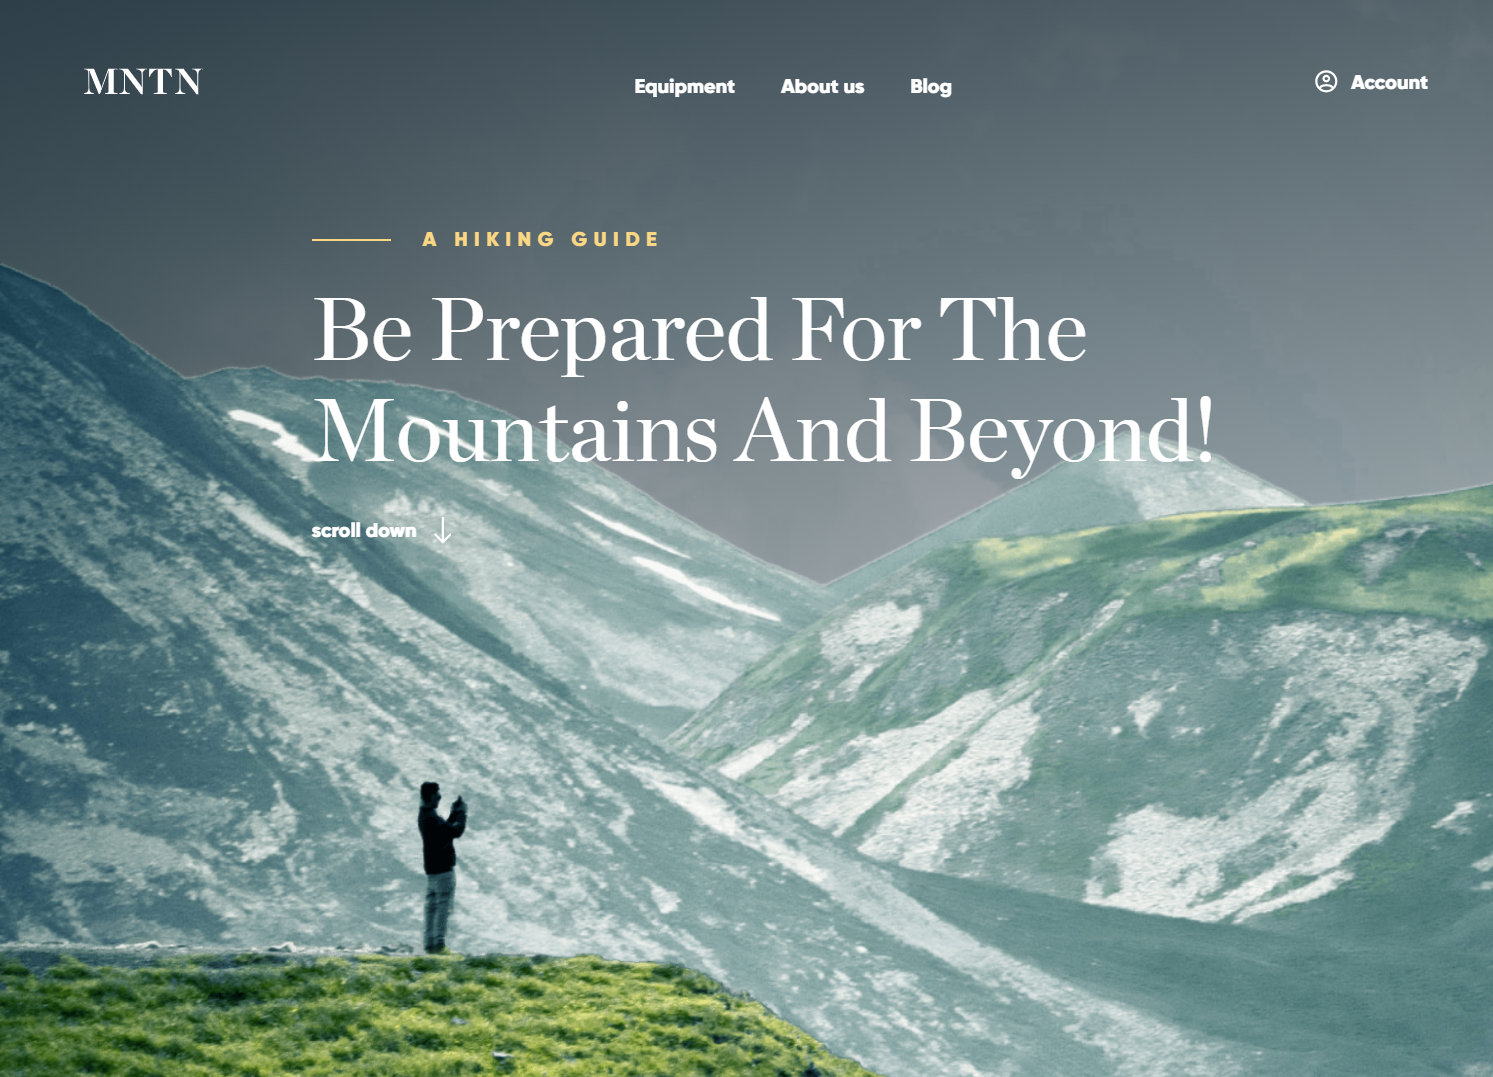 MNTN
Equipment About us Blog
Account
A HIKING GUIDE
Be Prepared For The
Mountains And Beyond!
scroll down